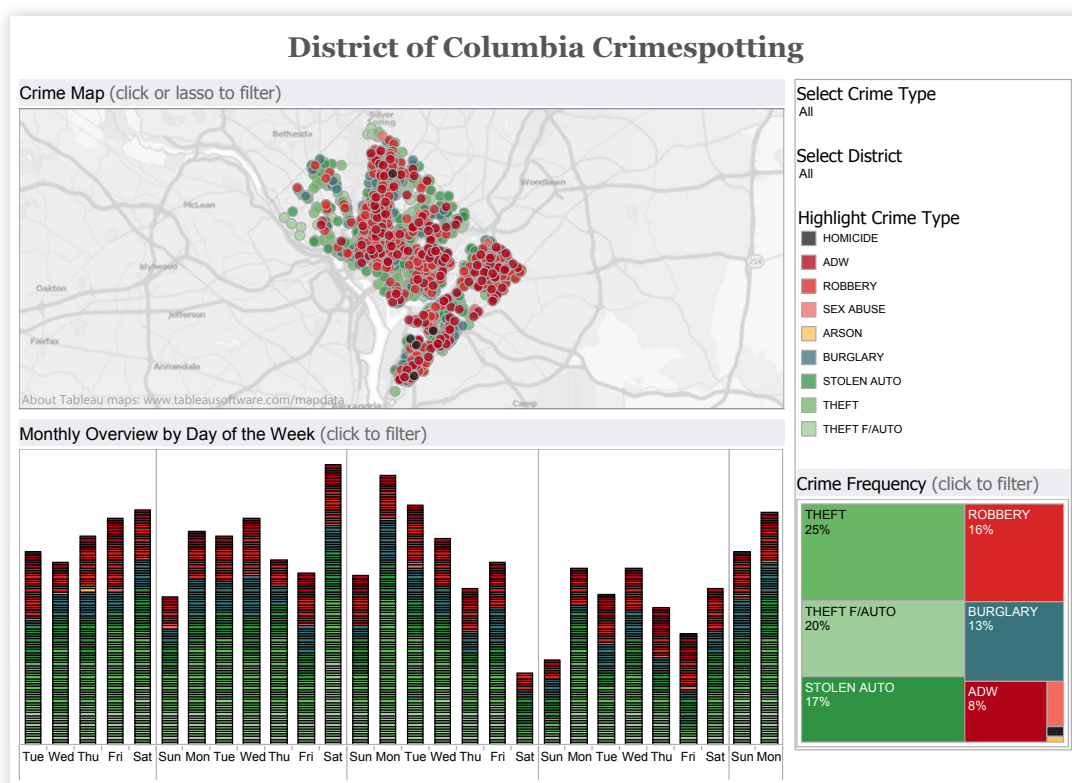 District of Columbia Crimespotting
Crime Map (click or lasso to filter)
Silver
Spring
Bethesda
Woodlawn
McLean
Idylwood
214
Oakton
Jefferson
Fairfax
Annandale
Alexandria
Camp
About Tableau maps: www.tableausoftware.com/mapdata
Select Crime Type
All
Select District
All
Highlight Crime Type
HOMICIDE
ADW
ROBBERY
SEX ABUSE
ARSON
BURGLARY
STOLEN AUTO
THEFT
THEFT F/AUTO
Monthly Overview by Day of the Week (click to filter)
Tue Wed Thu Fri Sat Sun Mon Tue Wed Thu Fri Sat Sun Mon Tue Wed Thu Fri Sat Sun Mon Tue Wed Thu Fri Sat Sun Mon
Crime Frequency (click to filter)
THEFT
25%
ROBBERY
16%
THEFT F/AUTO
20%
BURGLARY
13%
STOLEN AUTO
17%
ADW
8%